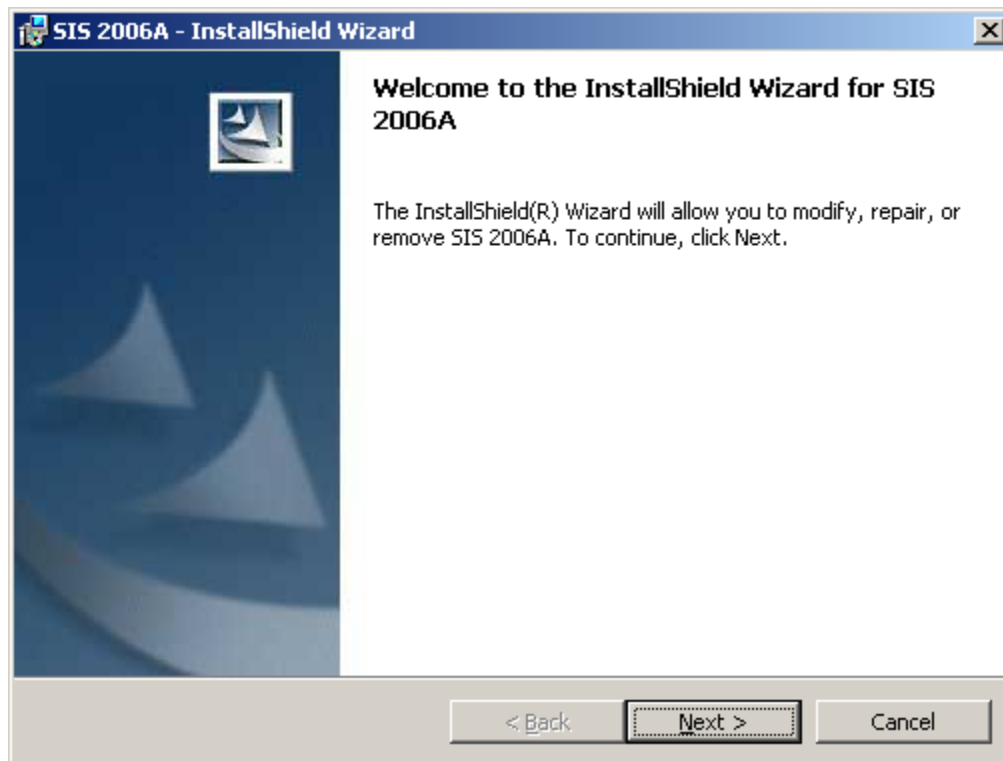 SIS 2006A - InstallShield Wizard
Welcome to the InstallShield Wizard for SIS
2006A
The InstallShield(R) Wizard will allow you to modify, repair, or
remove SIS 2006A. To continue, click Next.
< Back
Next >
Cancel